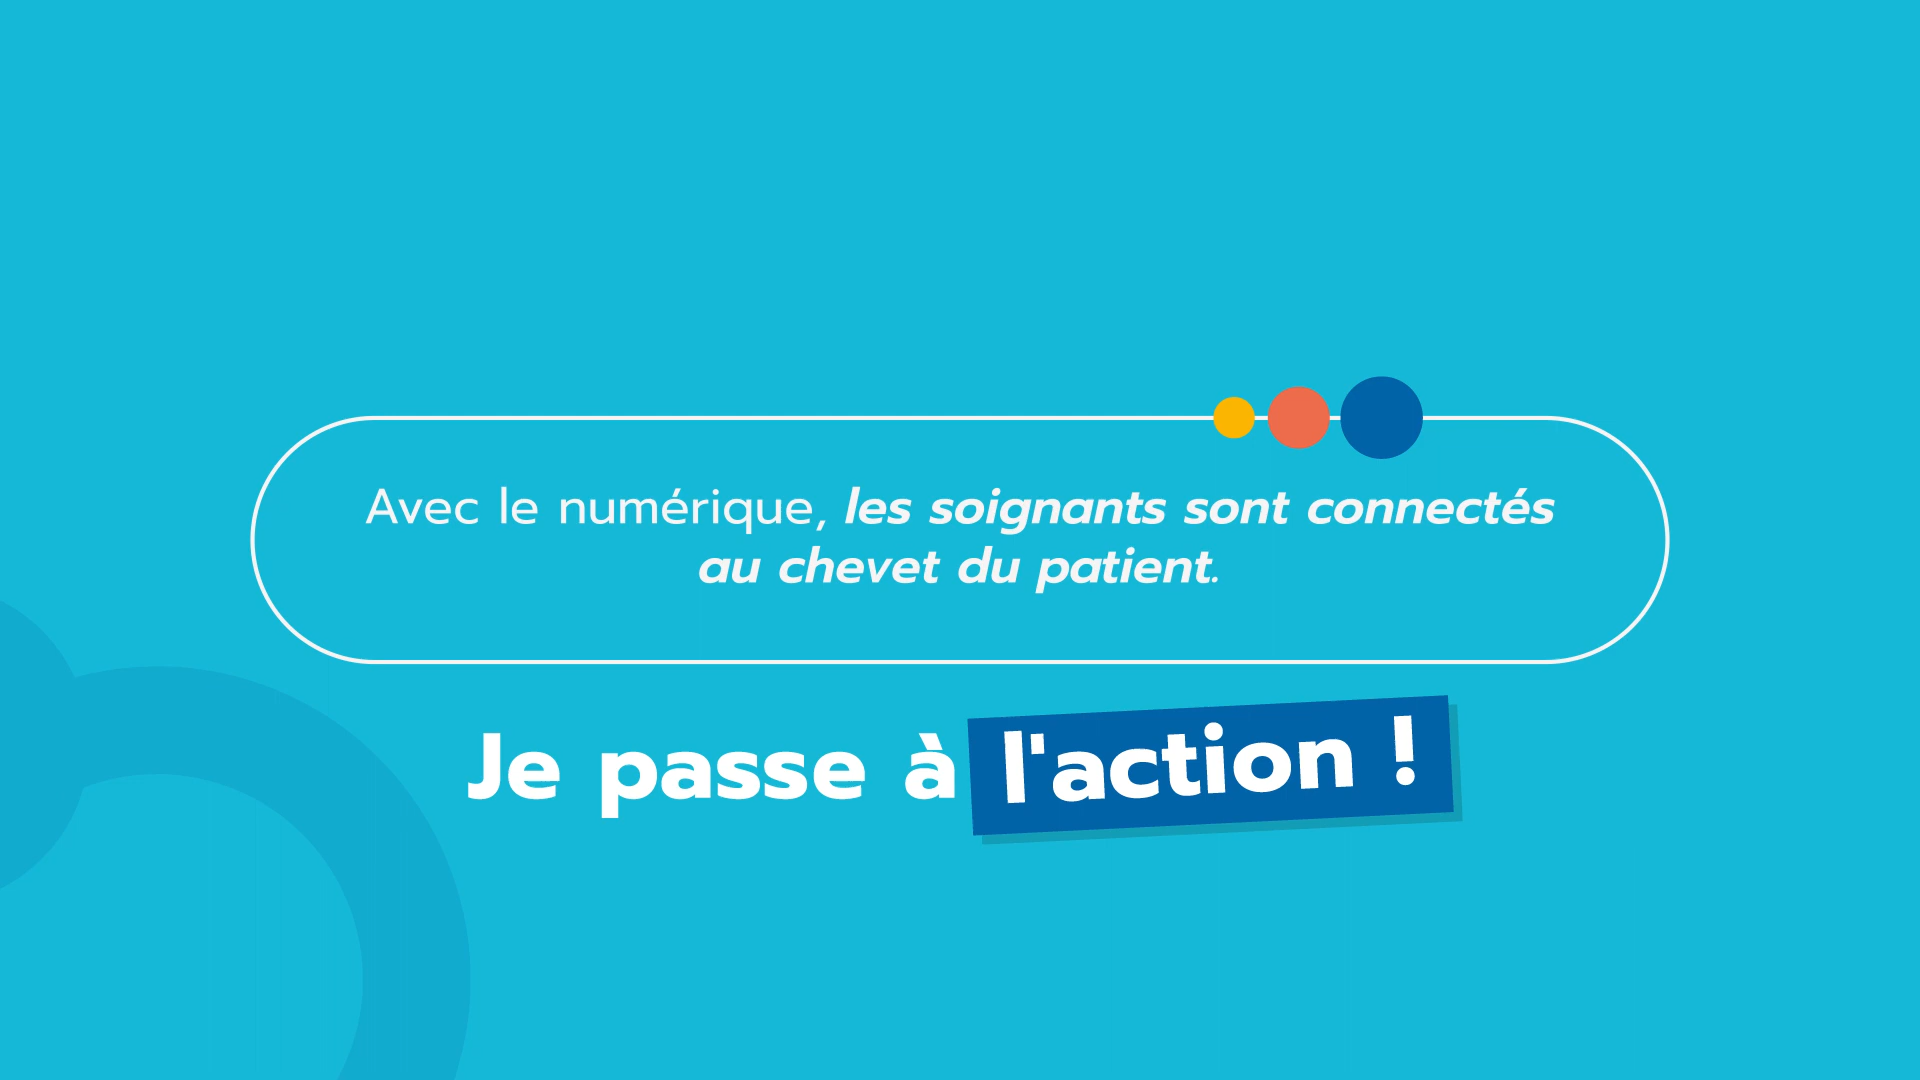 Avec le numérique, les soignants sont connectés
au chevet du patient.
Je passe à l'action !